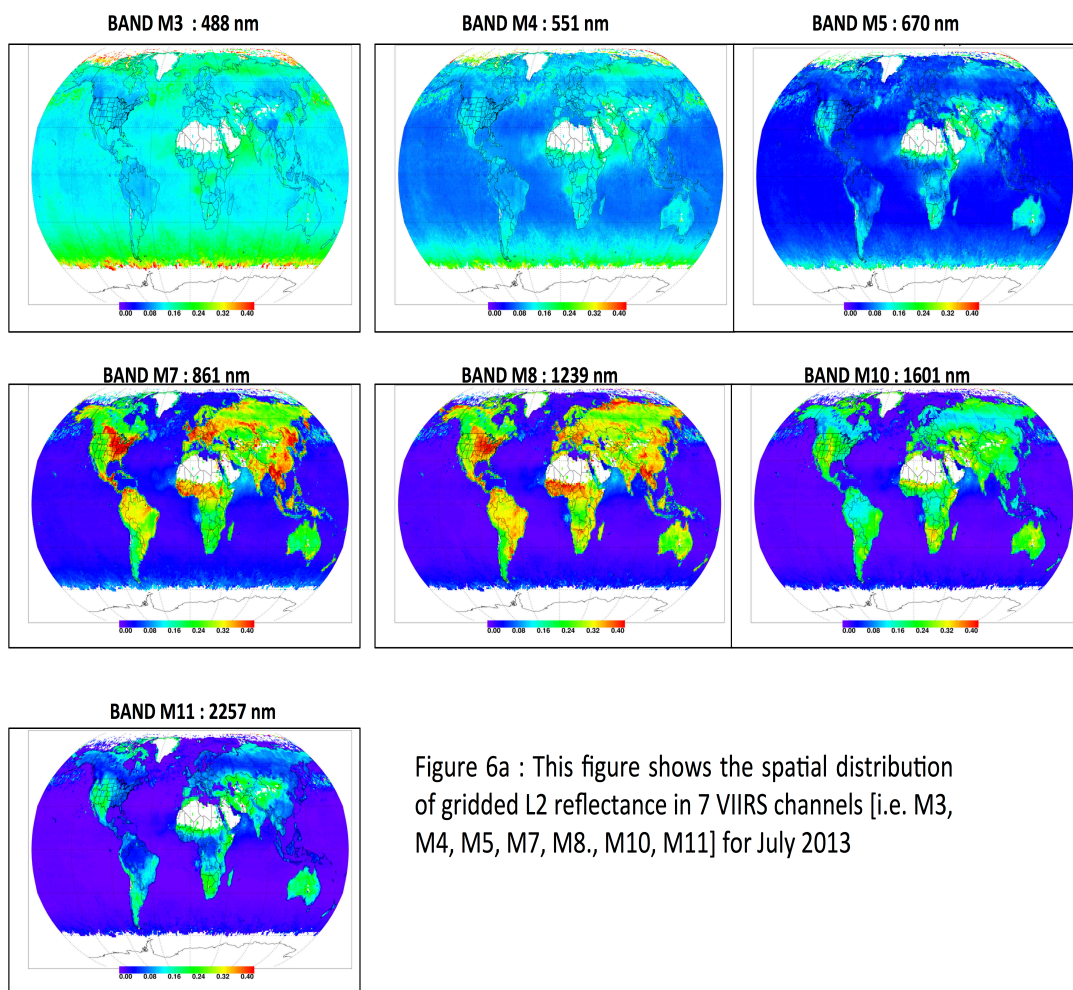 BAND M3 : 488 nm
BAND M4 : 551 nm
BAND M5 : 670 nm
0.00 0.08 0.16 0.24 0.32 0.40
0.00 0.08 0.16 0.24 0.32 0.40
0.00 0.08 0.16 0.24 0.32 0.40
BAND M7 : 861 nm
BAND M8 : 1239 nm
BAND M10 : 1601 nm
0.00 0.08 0.16 0.24 0.32 0.40
0.00 0.08 0.16 0.24 0.32 0.40
0.00 0.08 0.16 0.24 0.32 0.40
BAND M11 : 2257 nm
0.00 0.08 0.16 0.24 0.32 0.40
Figure 6a : This figure shows the spatial distribution
of gridded L2 reflectance in 7 VIIRS channels [i.e. M3,
M4, M5, M7, M8., M10, M11] for July 2013